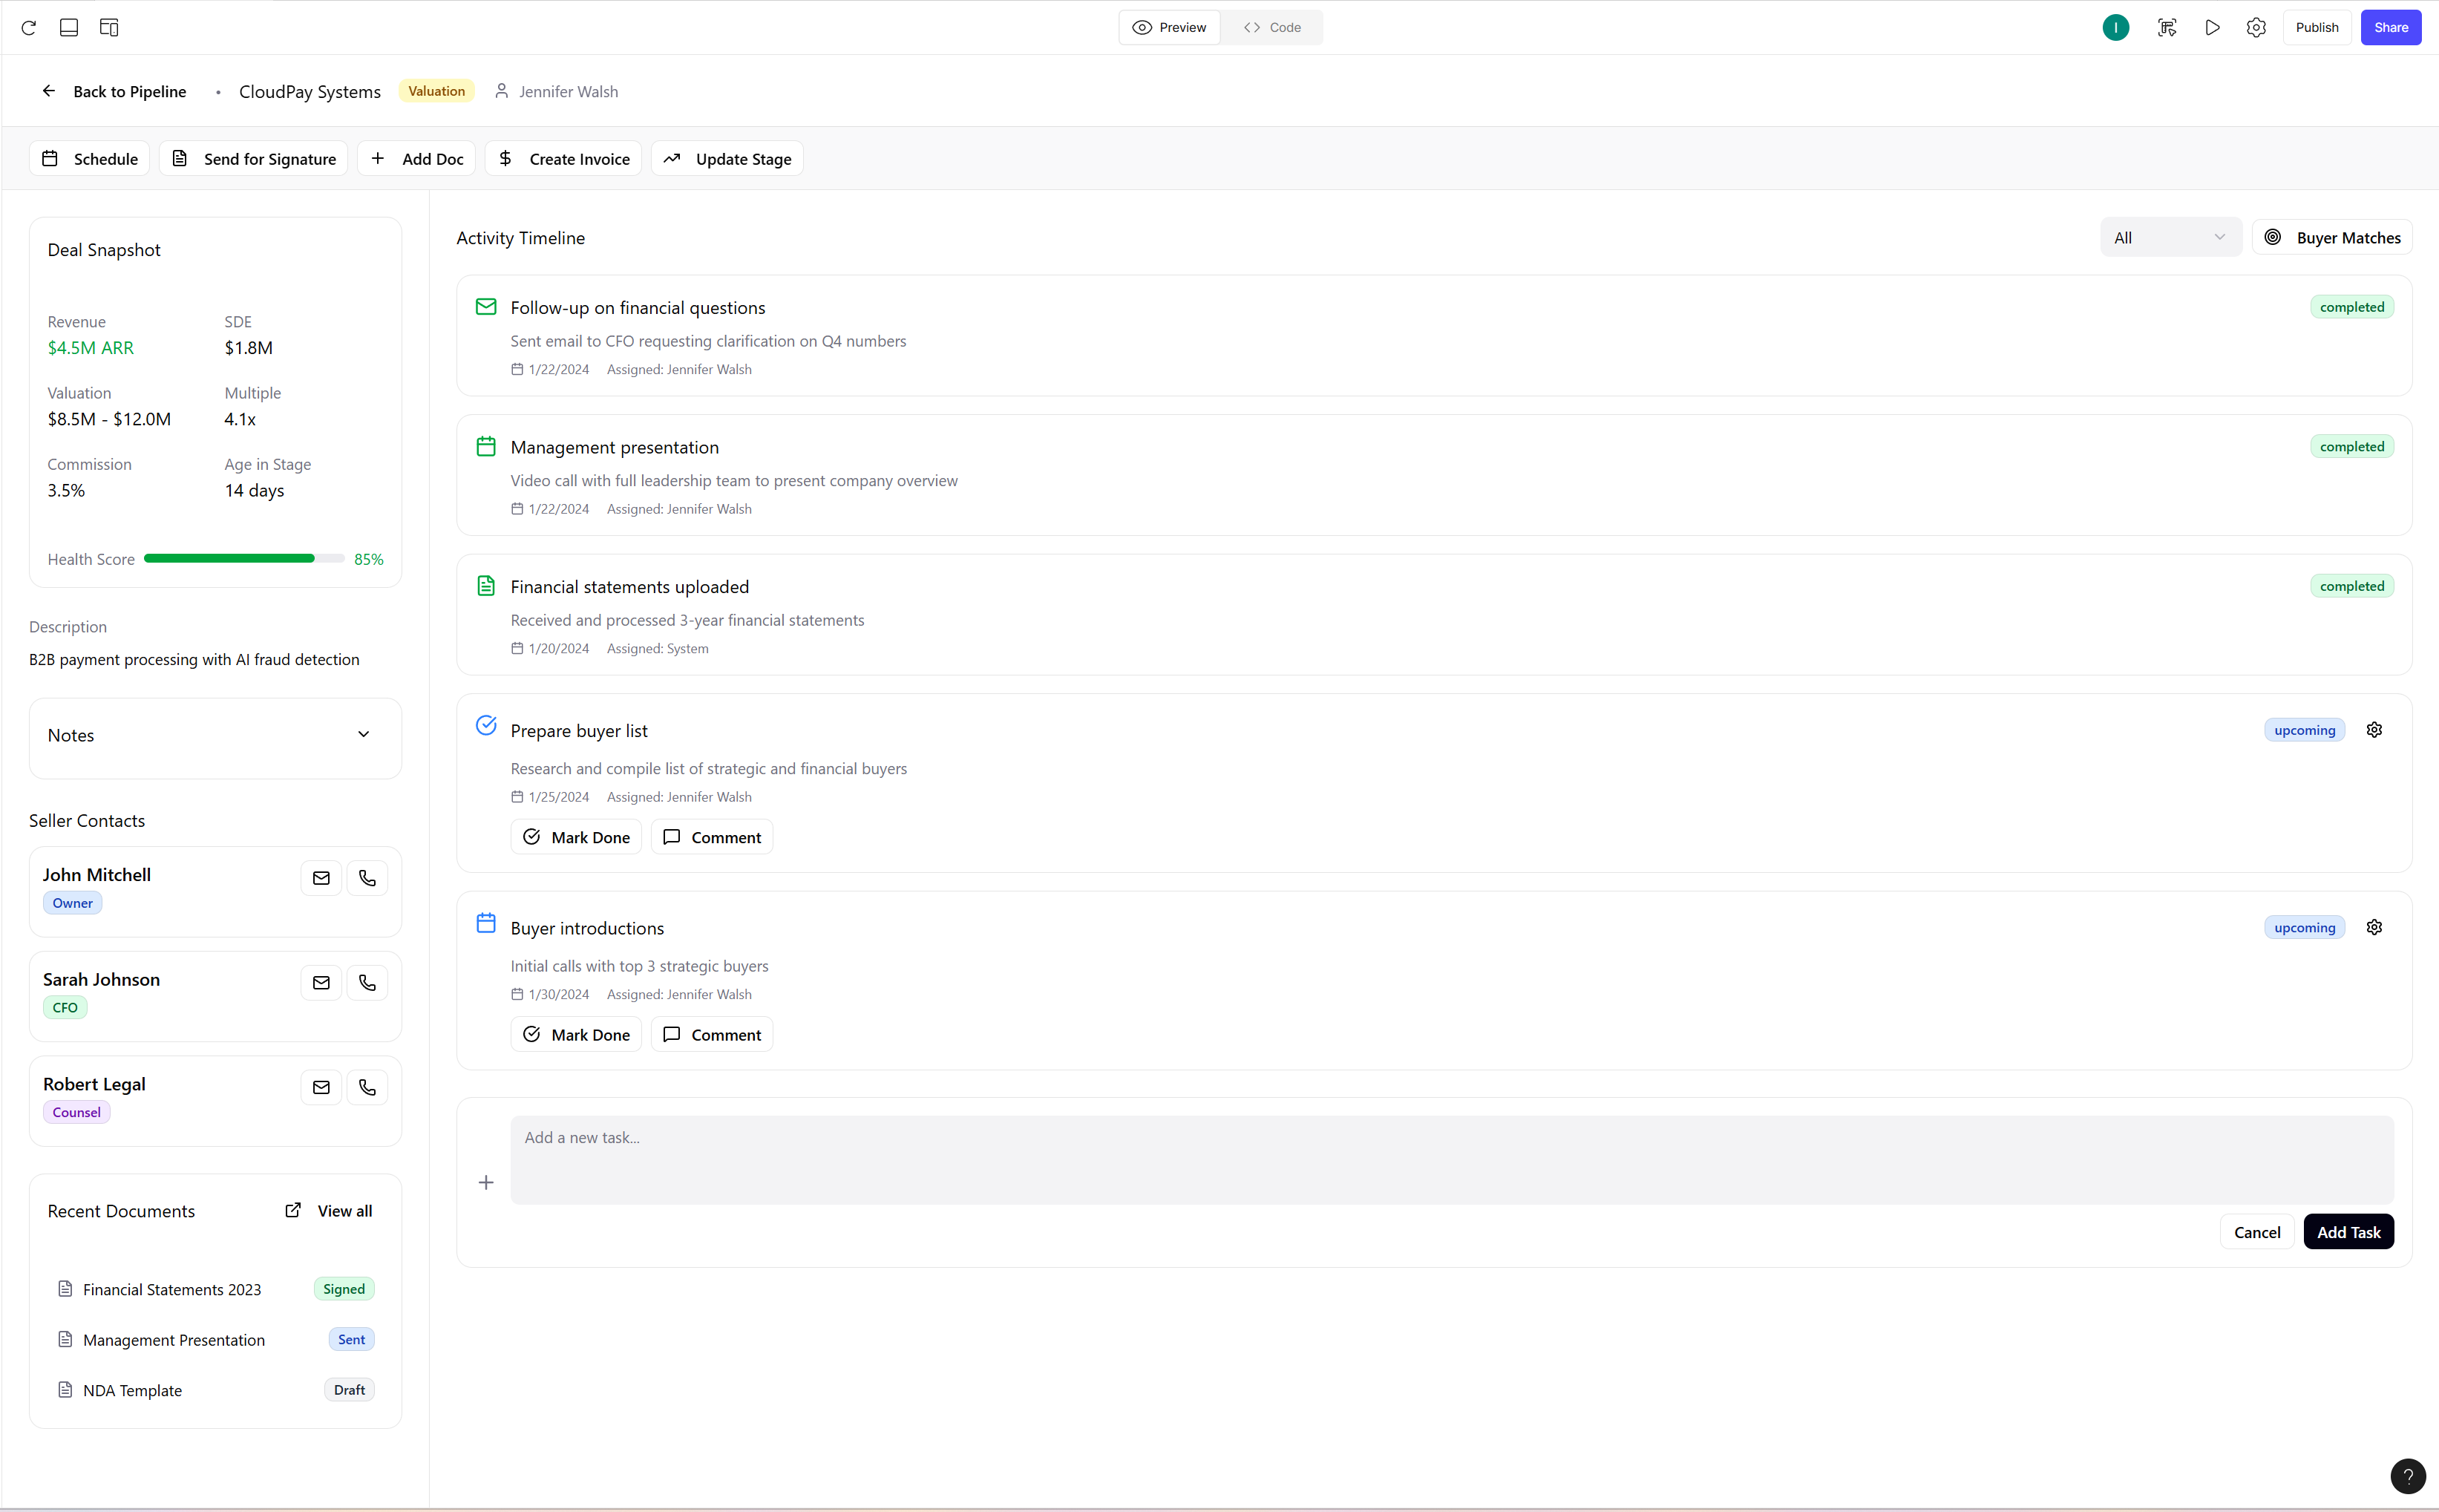 Preview
Code
I
Publish
Share
Back to Pipeline
•
CloudPay Systems
Valuation
Jennifer Walsh
Schedule
Send for Signature
Add Doc
Create Invoice
Update Stage
Deal Snapshot
Revenue
SDE
$4.5M ARR
$1.8M
Valuation
Multiple
$8.5M - $12.0M
4.1x
Commission
Age in Stage
3.5%
14 days
Health Score
85%
Description
B2B payment processing with AI fraud detection
Notes
Seller Contacts
John Mitchell
Owner
Sarah Johnson
CFO
Robert Legal
Counsel
Recent Documents
View all
Financial Statements 2023
Signed
Management Presentation
Sent
NDA Template
Draft
Activity Timeline
All
Buyer Matches
Follow-up on financial questions
completed
Sent email to CFO requesting clarification on Q4 numbers
1/22/2024
Assigned: Jennifer Walsh
Management presentation
completed
Video call with full leadership team to present company overview
1/22/2024
Assigned: Jennifer Walsh
Financial statements uploaded
completed
Received and processed 3-year financial statements
1/20/2024
Assigned: System
Prepare buyer list
upcoming
Research and compile list of strategic and financial buyers
1/25/2024
Assigned: Jennifer Walsh
Mark Done
Comment
Buyer introductions
upcoming
Initial calls with top 3 strategic buyers
1/30/2024
Assigned: Jennifer Walsh
Mark Done
Comment
Add a new task...
Cancel
Add Task
?